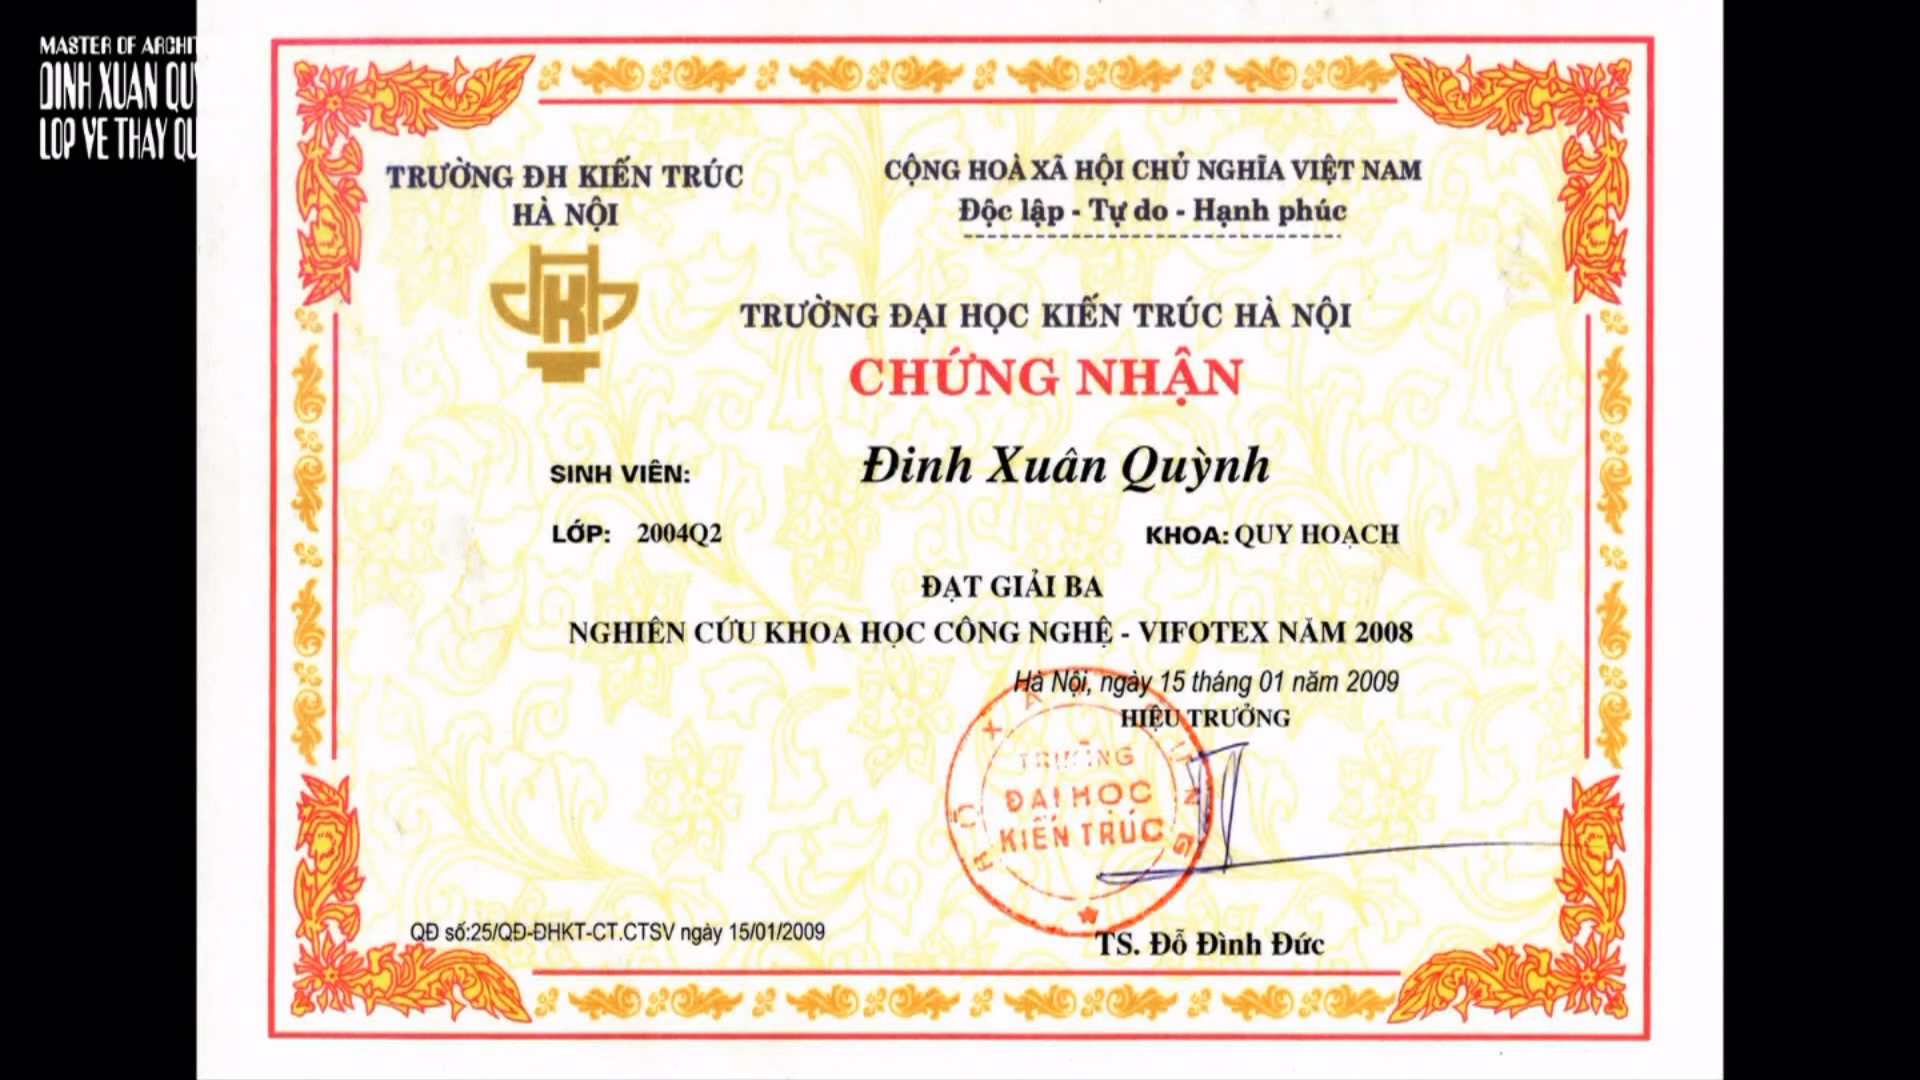 MASTER OF ARCHIT
DINH XUAN QUY
LOP VE THAY QU
TRƯỜNG ĐH KIẾN TRÚC
HÀ NỘI
CỘNG HOÀ XÃ HỘI CHỦ NGHĨA VIỆT NAM
Độc lập - Tự do - Hạnh phúc
TRƯỜNG ĐẠI HỌC KIẾN TRÚC HÀ NỘI
CHỨNG NHẬN
SINH VIÊN: Đinh Xuân Quỳnh
LỚP: 2004Q2 KHOA: QUY HOẠCH
ĐẠT GIẢI BA
NGHIÊN CỨU KHOA HỌC CÔNG NGHỆ - VIFOTEX NĂM 2008
Hà Nội, ngày 15 tháng 01 năm 2009
HIỆU TRƯỞNG
TRƯỜNG
ĐẠI HỌC
KIẾN TRÚC
QĐ số:25/QĐ-ĐHKT-CT.CTSV ngày 15/01/2009
TS. Đỗ Đình Đức